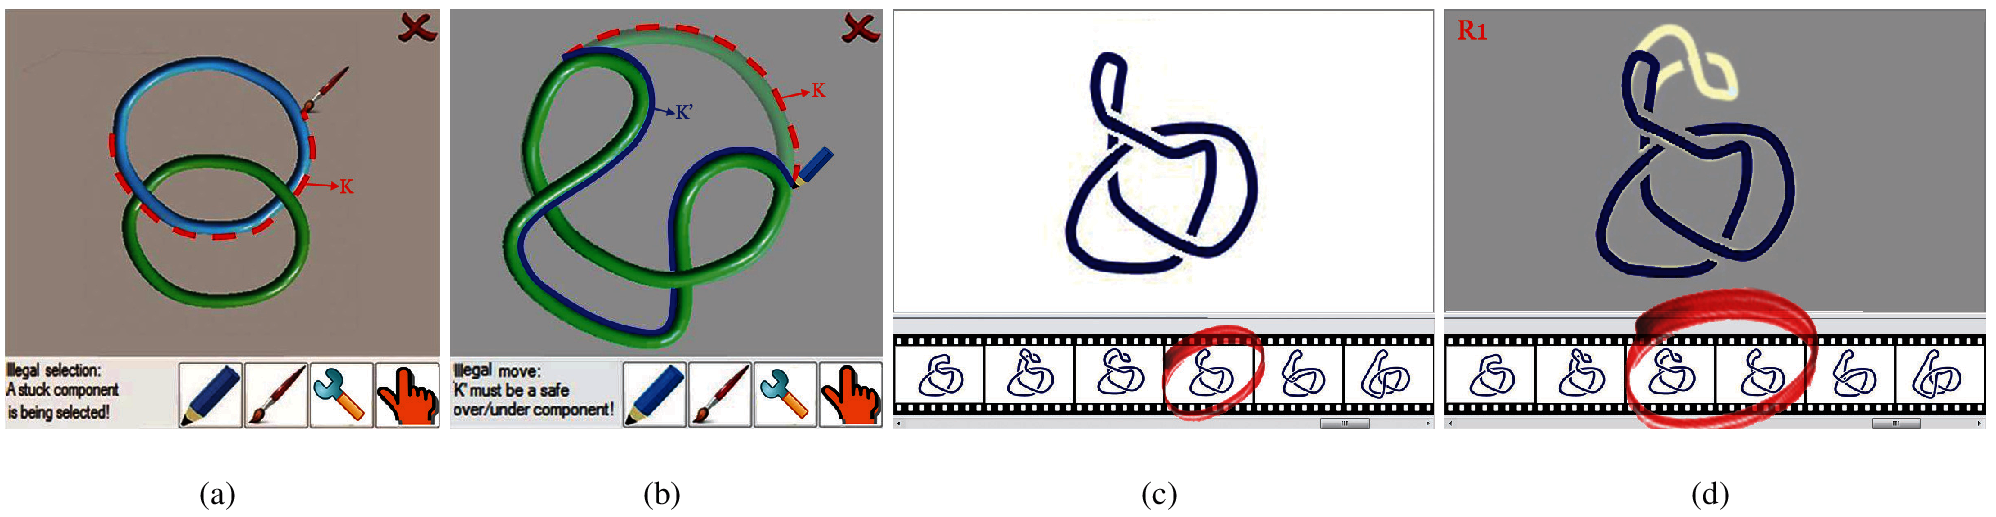 K
Illegal selection:
A stuck component
is being selected!
K
K'
Illegal move:
K' must be a safe
over/under component!
R1
(a)
(b)
(c)
(d)